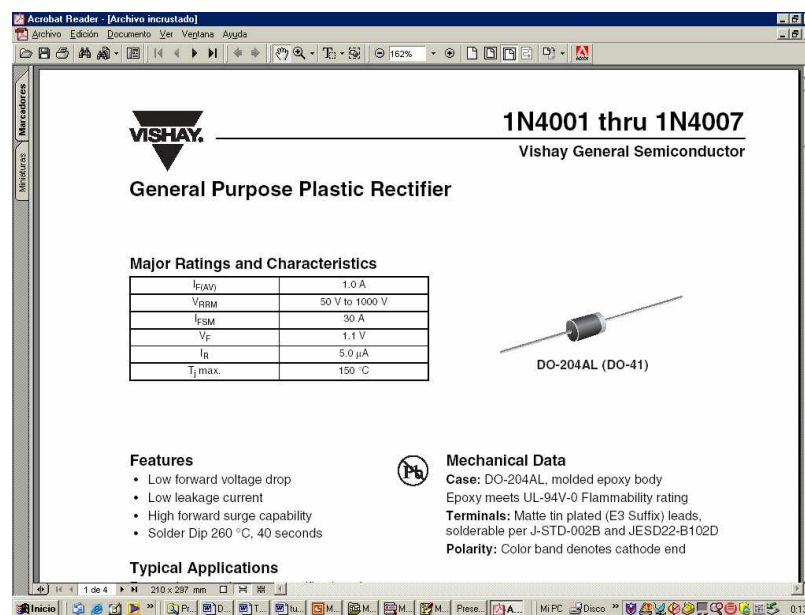 Acrobat Reader - [Archivo incrustado]
Archivo Edición Documento Ver Ventana Ayuda
162%
Marcadores
Miniaturas
VISHAY.
1N4001 thru 1N4007
Vishay General Semiconductor
General Purpose Plastic Rectifier
Major Ratings and Characteristics
IF(AV) 1.0 A
VRRM 50 V to 1000 V
IFSM 30 A
VF 1.1 V
IR 5.0 μA
Tj max. 150 °C
DO-204AL (DO-41)
Features
• Low forward voltage drop
• Low leakage current
• High forward surge capability
• Solder Dip 260 °C, 40 seconds
Pb
Mechanical Data
Case: DO-204AL, molded epoxy body
Epoxy meets UL-94V-0 Flammability rating
Terminals: Matte tin plated (E3 Suffix) leads,
solderable per J-STD-002B and JESD22-B102D
Polarity: Color band denotes cathode end
Typical Applications
1 de 4 210 x 297 mm
Inicio Pr... D... T... tu... M... M... M... M... Prese... A... Mi PC Disco